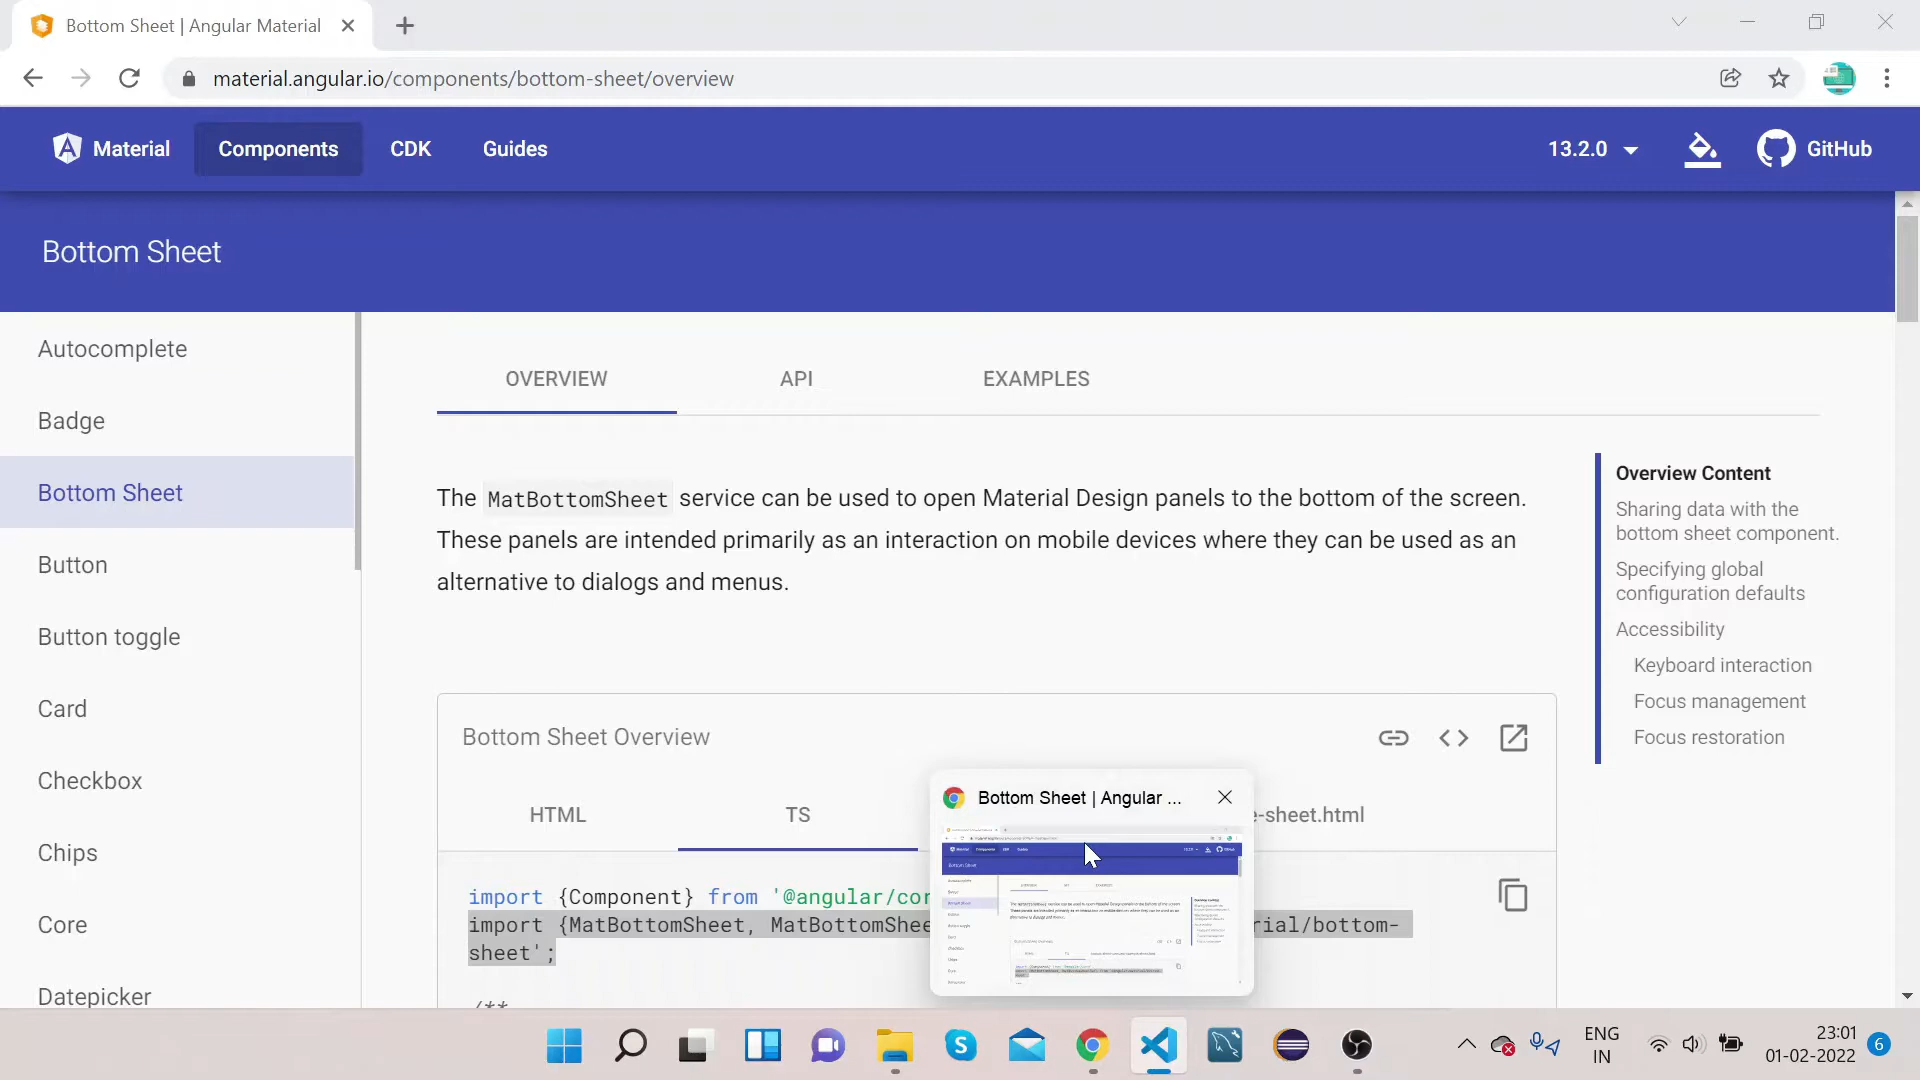 Bottom Sheet | Angular Material
material.angular.io/components/bottom-sheet/overview
Material
Components
CDK
Guides
13.2.0
GitHub
Bottom Sheet
Autocomplete
Badge
Bottom Sheet
Button
Button toggle
Card
Checkbox
Chips
Core
Datepicker
OVERVIEW
API
EXAMPLES
The MatBottomSheet service can be used to open Material Design panels to the bottom of the screen.
These panels are intended primarily as an interaction on mobile devices where they can be used as an
alternative to dialogs and menus.
Overview Content
Sharing data with the
bottom sheet component.
Specifying global
configuration defaults
Accessibility
Keyboard interaction
Focus management
Focus restoration
Bottom Sheet Overview
HTML
TS
e-sheet.html
import {Component} from '@angular/cor
import {MatBottomSheet, MatBottomShee rial/bottom-
sheet';
/**
Bottom Sheet | Angular ...
ENG
IN
23:01
01-02-2022
6